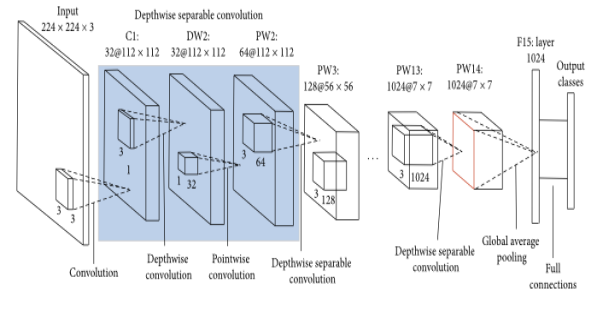 Input
224 × 224 × 3
Depthwise separable convolution
C1:
32@112 × 112
DW2:
32@112 × 112
PW2:
64@112 × 112
PW3:
128@56 × 56
PW13:
1024@7 × 7
PW14:
1024@7 × 7
F15: layer
1024
Output
classes
3
3
3
1
1
32
3
64
3
128
...
3
1024
Convolution
Depthwise
convolution
Pointwise
convolution
Depthwise separable
convolution
Depthwise separable
convolution
Global average
pooling
Full
connections